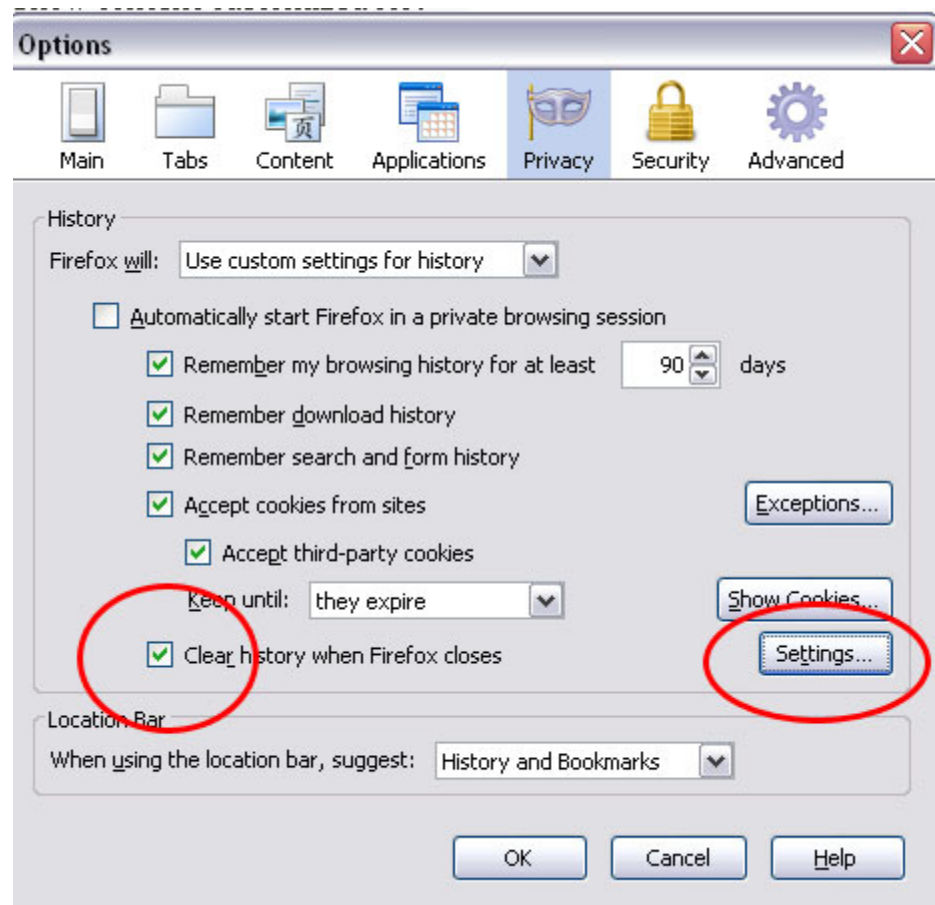 Options
Main Tabs Content Applications Privacy Security Advanced
页
History
Firefox will: Use custom settings for history
Automatically start Firefox in a private browsing session
Remember my browsing history for at least 90 days
Remember download history
Remember search and form history
Accept cookies from sites Exceptions...
Accept third-party cookies
Keep until: they expire Show Cookies...
Clear history when Firefox closes Settings...
Location Bar
When using the location bar, suggest: History and Bookmarks
OK Cancel Help